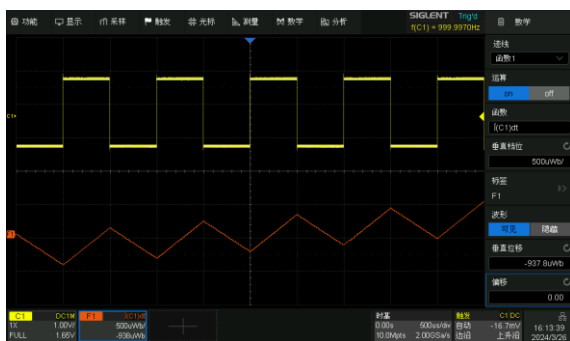 功能
显示
采样
触发
光标
测量
数学
分析
SIGLENT Trig'd
f(C1) = 999.9970Hz
数学
迹线
函数1
运算
on off
函数
∫(C1)dt
垂直档位
500uWb/
标签
F1
波形
可见 隐藏
垂直位移
-937.8uWb
偏移
0.00
C1
C1 DC1M
1X 1.00V/
FULL 1.65V
F1 ∫(C1)dt
500uWb/
-938uWb
时基
0.00s 500us/div
10.0Mpts 2.00GSa/s
触发 C1 DC
自动 -16.7mV
边沿 上升沿
16:13:39
2024/3/26